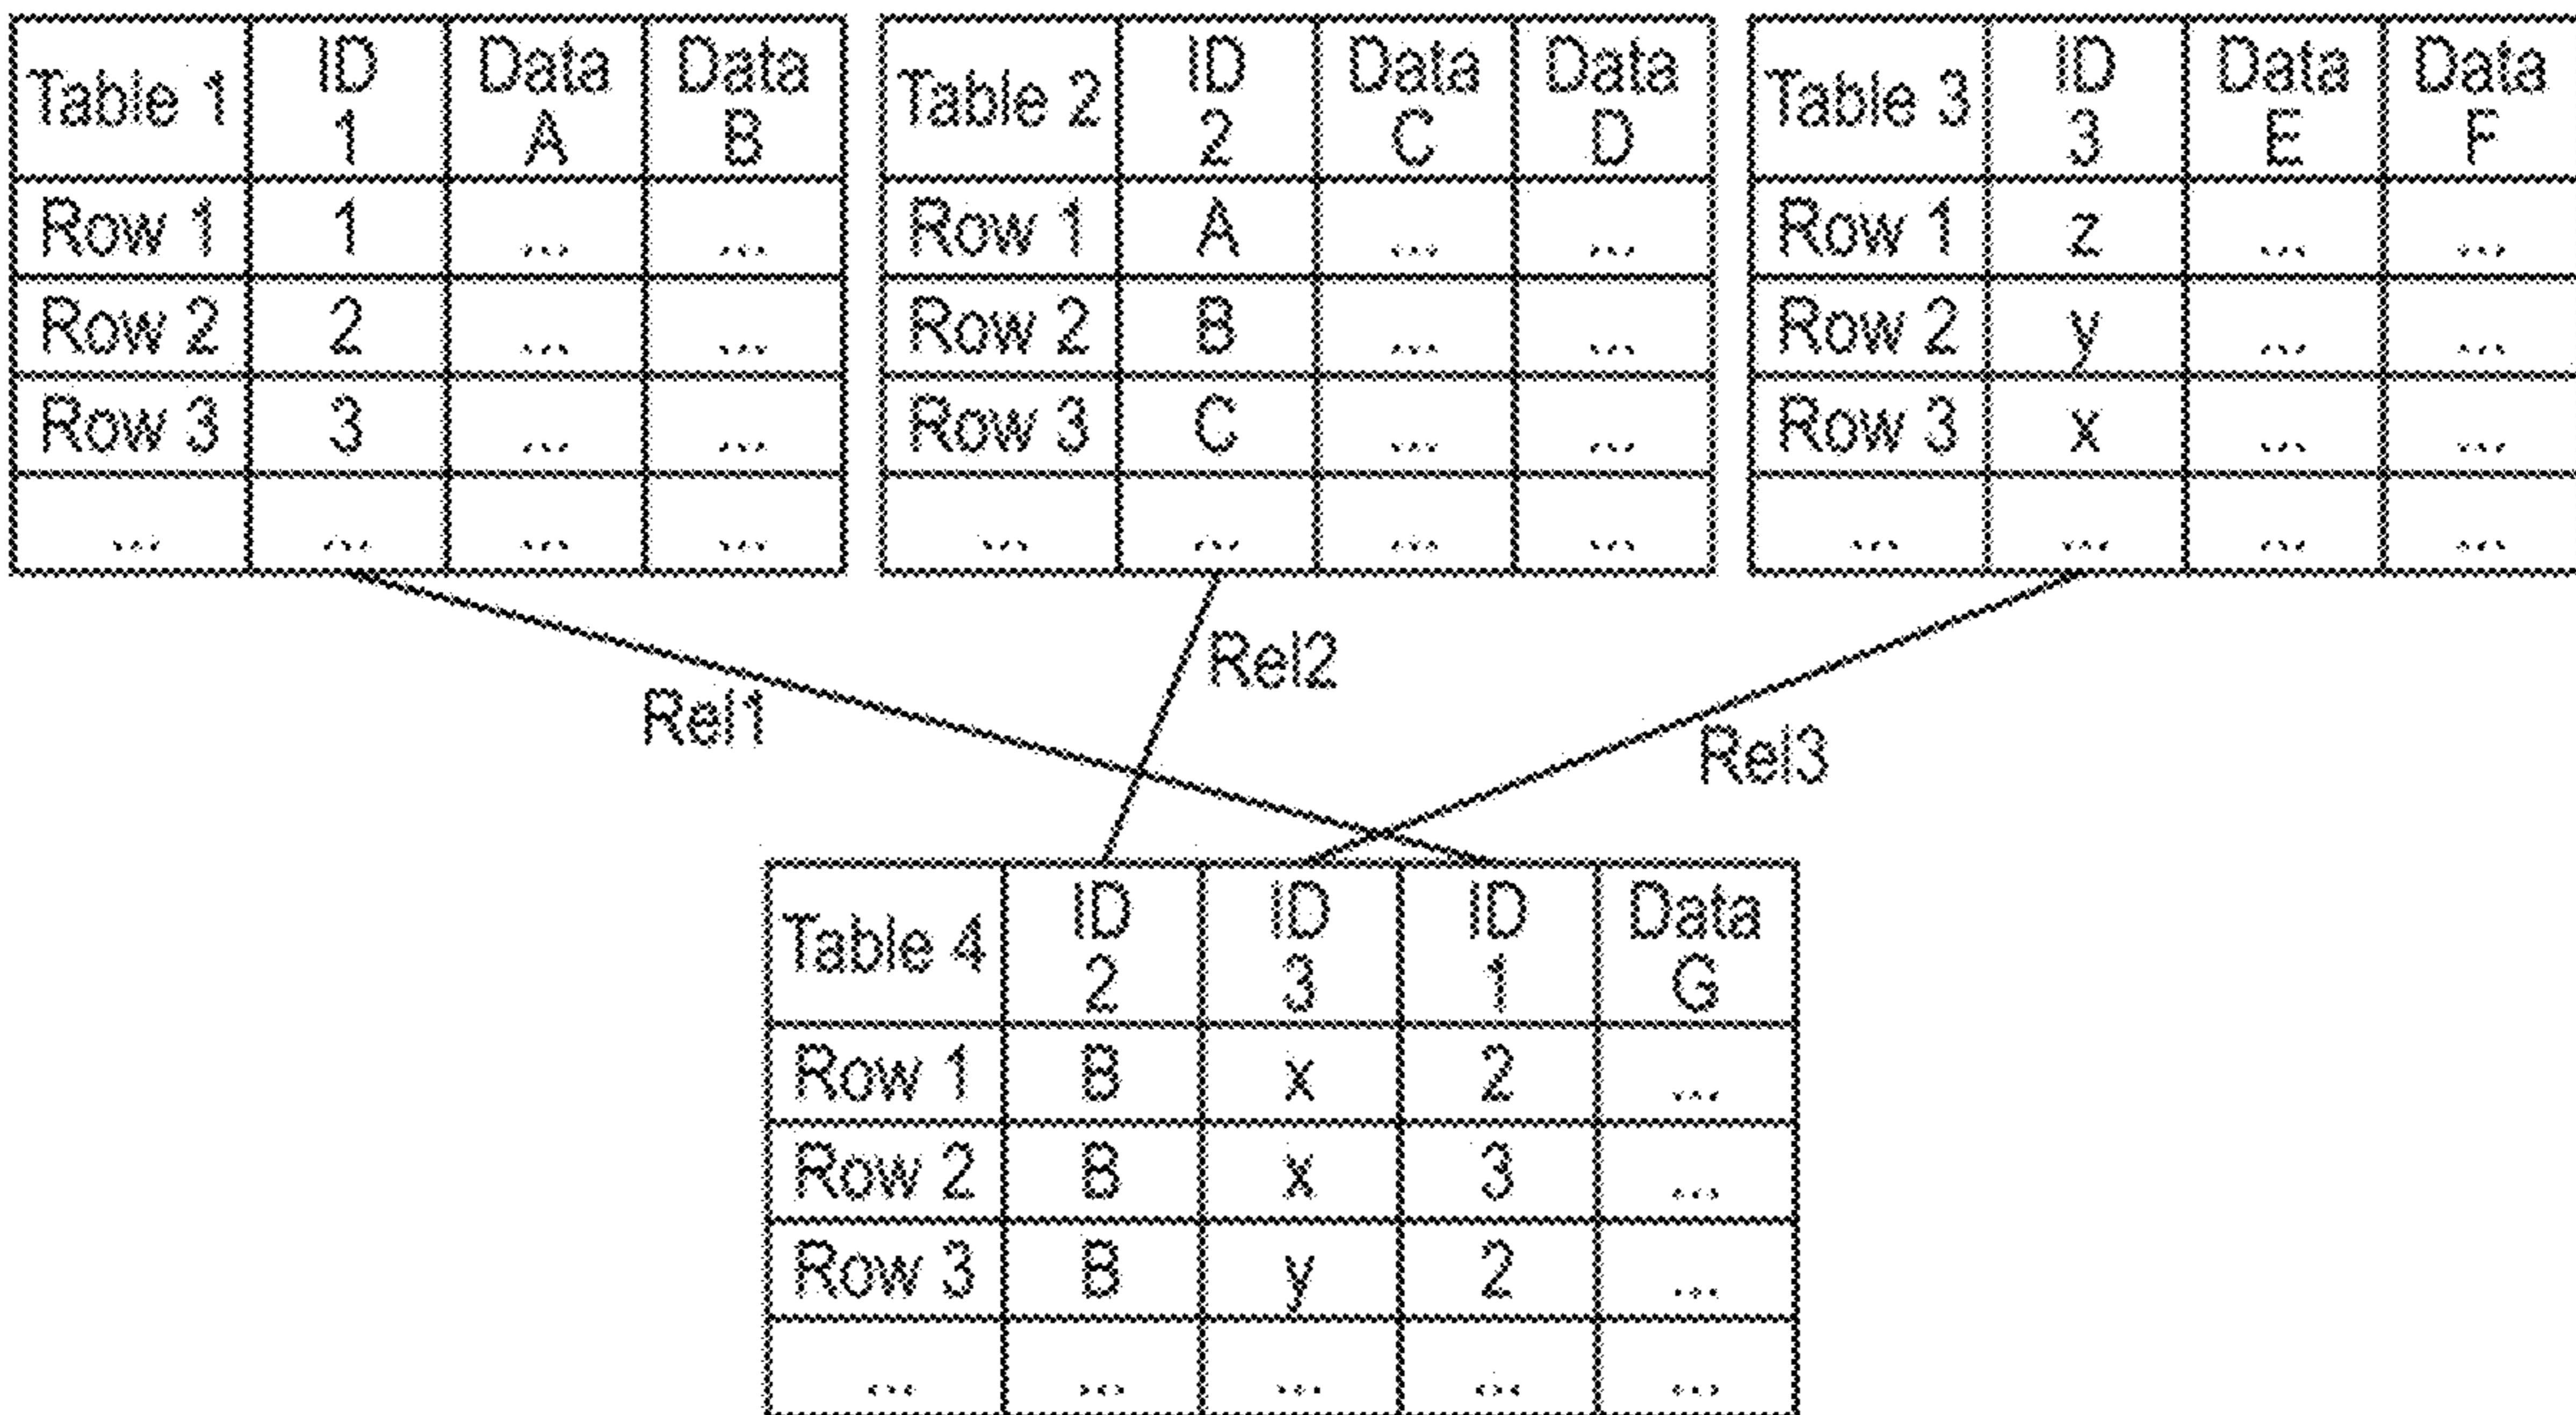 Table 1 ID 1 Data A Data B
Row 1 1 ... ...
Row 2 2 ... ...
Row 3 3 ... ...
... ... ... ...
Table 2 ID 2 Data C Data D
Row 1 A ... ...
Row 2 B ... ...
Row 3 C ... ...
... ... ... ...
Table 3 ID 3 Data E Data F
Row 1 z ... ...
Row 2 y ... ...
Row 3 x ... ...
... ... ... ...
Rel1
Rel2
Rel3
Table 4 ID 2 ID 3 ID 1 Data G
Row 1 B x 2 ...
Row 2 B x 3 ...
Row 3 B y 2 ...
... ... ... ... ...